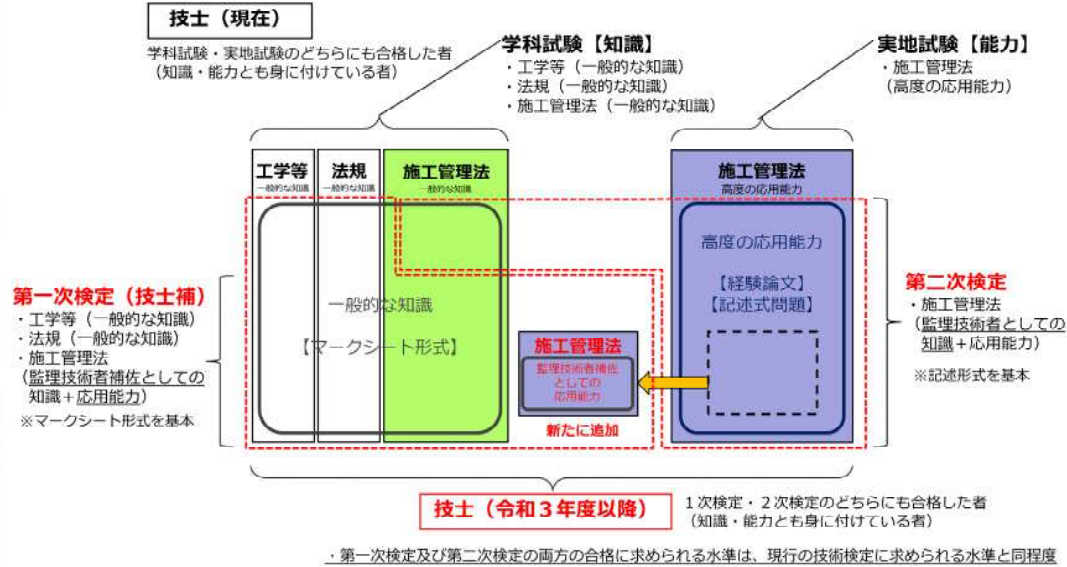 技士（現在）
学科試験・実地試験のどちらにも合格した者
（知識・能力とも身に付けている者）
学科試験【知識】
・工学等（一般的な知識）
・法規（一般的な知識）
・施工管理法（一般的な知識）
実地試験【能力】
・施工管理法
（高度の応用能力）
工学等
一般的な知識
法規
一般的な知識
施工管理法
一般的な知識
施工管理法
高度の応用能力
第一次検定（技士補）
・工学等（一般的な知識）
・法規（一般的な知識）
・施工管理法
（監理技術者補佐としての
知識＋応用能力）
※マークシート形式を基本
一般的な知識
【マークシート形式】
施工管理法
監理技術者補佐
としての
応用能力
新たに追加
高度の応用能力
【経験論文】
【記述式問題】
第二次検定
・施工管理法
（監理技術者としての
知識＋応用能力）
※記述形式を基本
技士（令和３年度以降）
１次検定・２次検定のどちらにも合格した者
（知識・能力とも身に付けている者）
・第一次検定及び第二次検定の両方の合格に求められる水準は、現行の技術検定に求められる水準と同程度